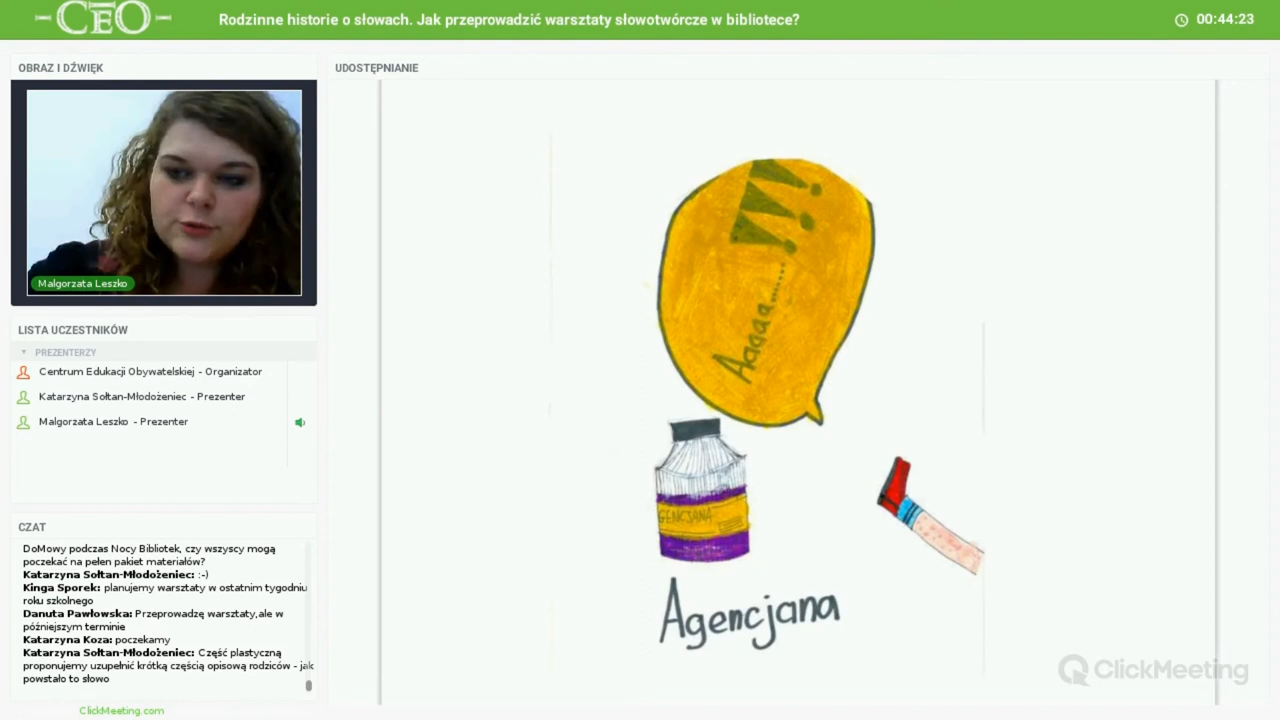 CEO
Rodzinne historie o słowach. Jak przeprowadzić warsztaty słowotwórcze w bibliotece?
00:44:23
OBRAZ I DŹWIĘK
Malgorzata Leszko
LISTA UCZESTNIKÓW
PREZENTERZY
Centrum Edukacji Obywatelskiej - Organizator
Katarzyna Sołtan-Młodożeniec - Prezenter
Malgorzata Leszko - Prezenter
CZAT
DoMowy podczas Nocy Bibliotek, czy wszyscy mogą
poczekać na pełen pakiet materiałów?
Katarzyna Sołtan-Młodożeniec: :-)
Kinga Sporek: planujemy warsztaty w ostatnim tygodniu
roku szkolnego
Danuta Pawłowska: Przeprowadzę warsztaty,ale w
późniejszym terminie
Katarzyna Koza: poczekamy
Katarzyna Sołtan-Młodożeniec: Część plastyczną
proponujemy uzupełnić krótką częścią opisową rodziców - jak
powstało to słowo
ClickMeeting.com
UDOSTĘPNIANIE
Aaaaa......!!!
GENCJANA
Agencjana
ClickMeeting